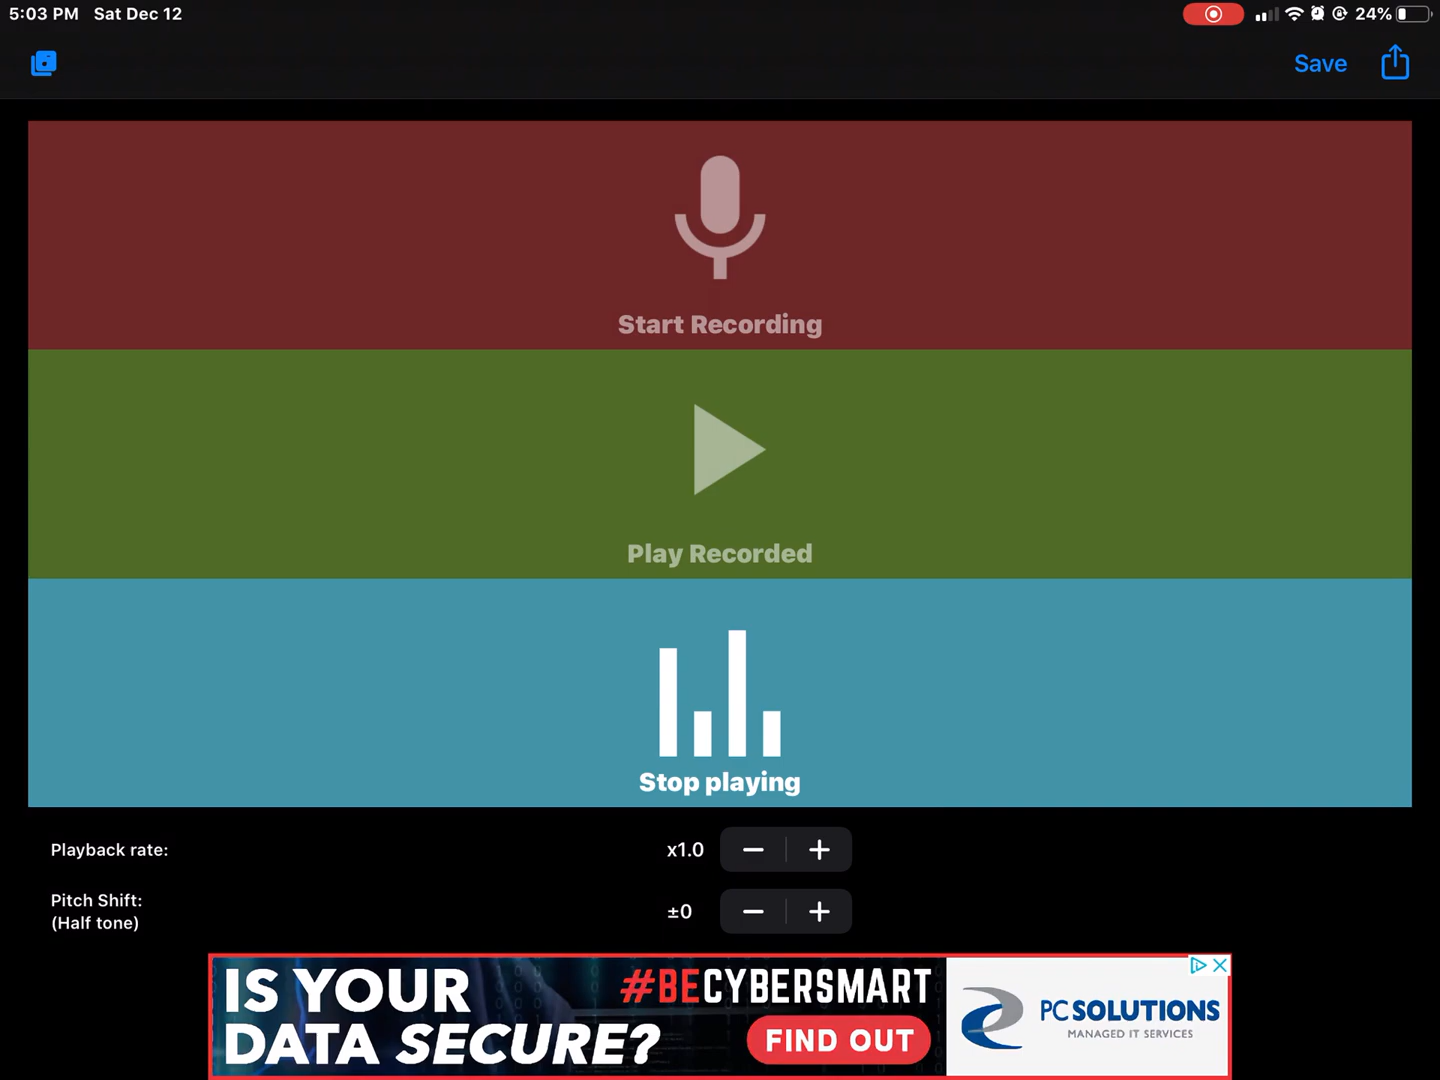 5:03 PM Sat Dec 12
24%
Save
Start Recording
Play Recorded
Stop playing
Playback rate: x1.0 − +
Pitch Shift:
(Half tone) ±0 − +
IS YOUR
DATA SECURE?
#BECYBERSMART
FIND OUT
PC SOLUTIONS
MANAGED IT SERVICES